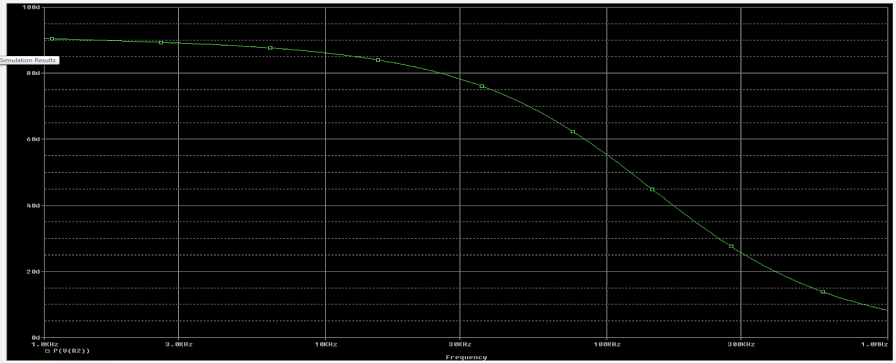 100d
Simulation Results
80d
60d
40d
20d
0d
1.0KHz 3.0KHz 10KHz 30KHz 100KHz 300KHz 1.0MHz
P(V(R2))
Frequency